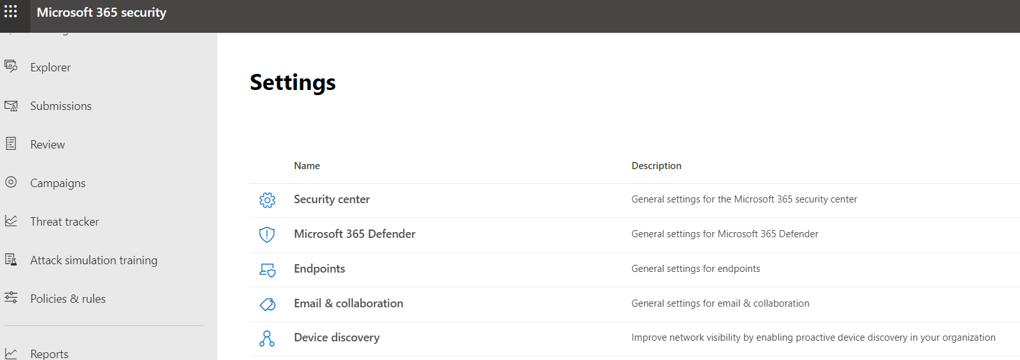 Microsoft 365 security
Explorer
Submissions
Review
Campaigns
Threat tracker
Attack simulation training
Policies & rules
Reports
Settings
Name Description
Security center General settings for the Microsoft 365 security center
Microsoft 365 Defender General settings for Microsoft 365 Defender
Endpoints General settings for endpoints
Email & collaboration General settings for email & collaboration
Device discovery Improve network visibility by enabling proactive device discovery in your organization